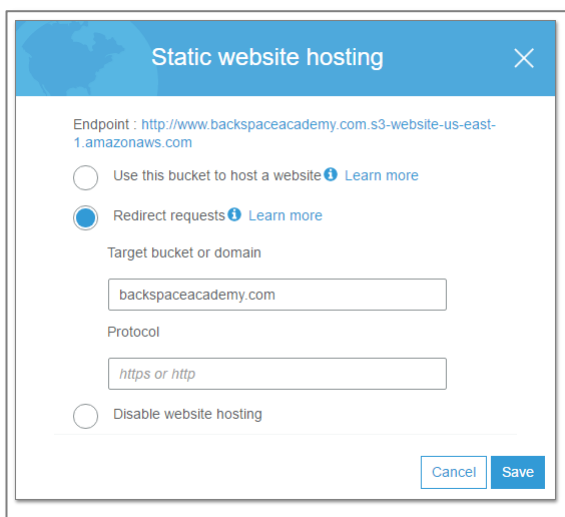 Static website hosting
Endpoint : http://www.backspaceacademy.com.s3-website-us-east-
1.amazonaws.com
Use this bucket to host a website Learn more
Redirect requests Learn more
Target bucket or domain
backspaceacademy.com
Protocol
https or http
Disable website hosting
Cancel Save